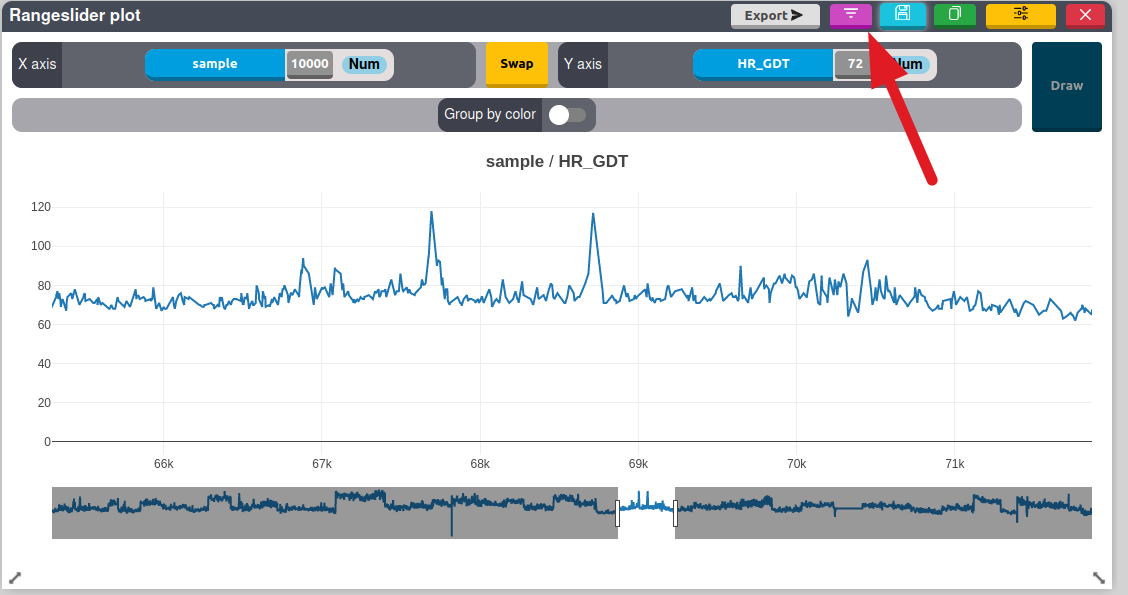 Rangeslider plot Export
X axis sample 10000 Num Swap Y axis HR_GDT 72 Num Draw
Group by color
sample / HR_GDT
120
100
80
60
40
20
0
66k 67k 68k 69k 70k 71k